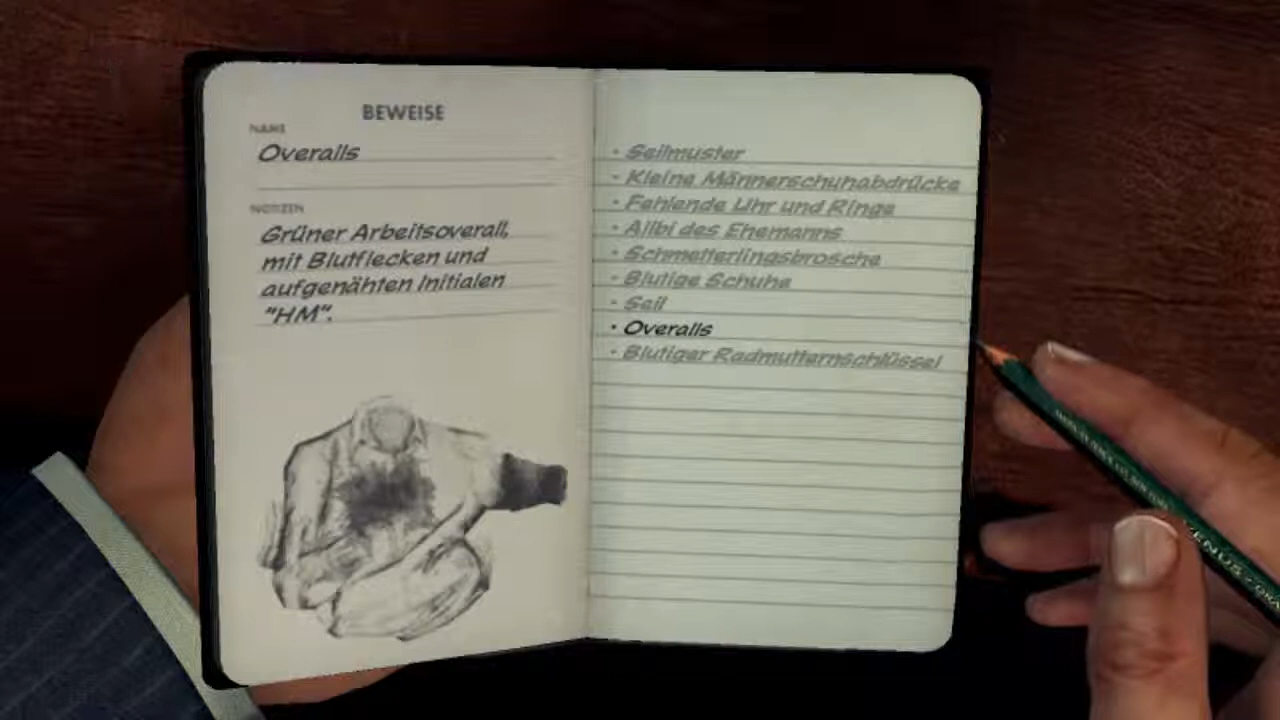 BEWEISE
NAME
Overalls
NOTIZEN
Grüner Arbeitsoverall,
mit Blutflecken und
aufgenähten Initialen
"HM".
• Seilmuster
• Kleine Männerschuhabdrücke
• Fehlende Uhr und Ringe
• Alibi des Ehemanns
• Schmetterlingsbrosche
• Blutige Schuhe
• Seil
• Overalls
• Blutiger Radmutternschlüssel
VENUS